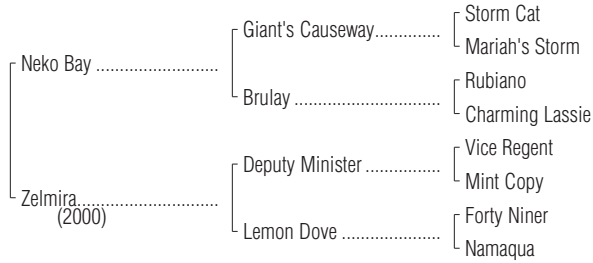 Storm Cat
Giant's Causeway..............
Mariah's Storm
Neko Bay ..........................
Rubiano
Brulay ................................
Charming Lassie
Vice Regent
Deputy Minister ................
Mint Copy
Zelmira..............................
(2000)
Forty Niner
Lemon Dove .....................
Namaqua